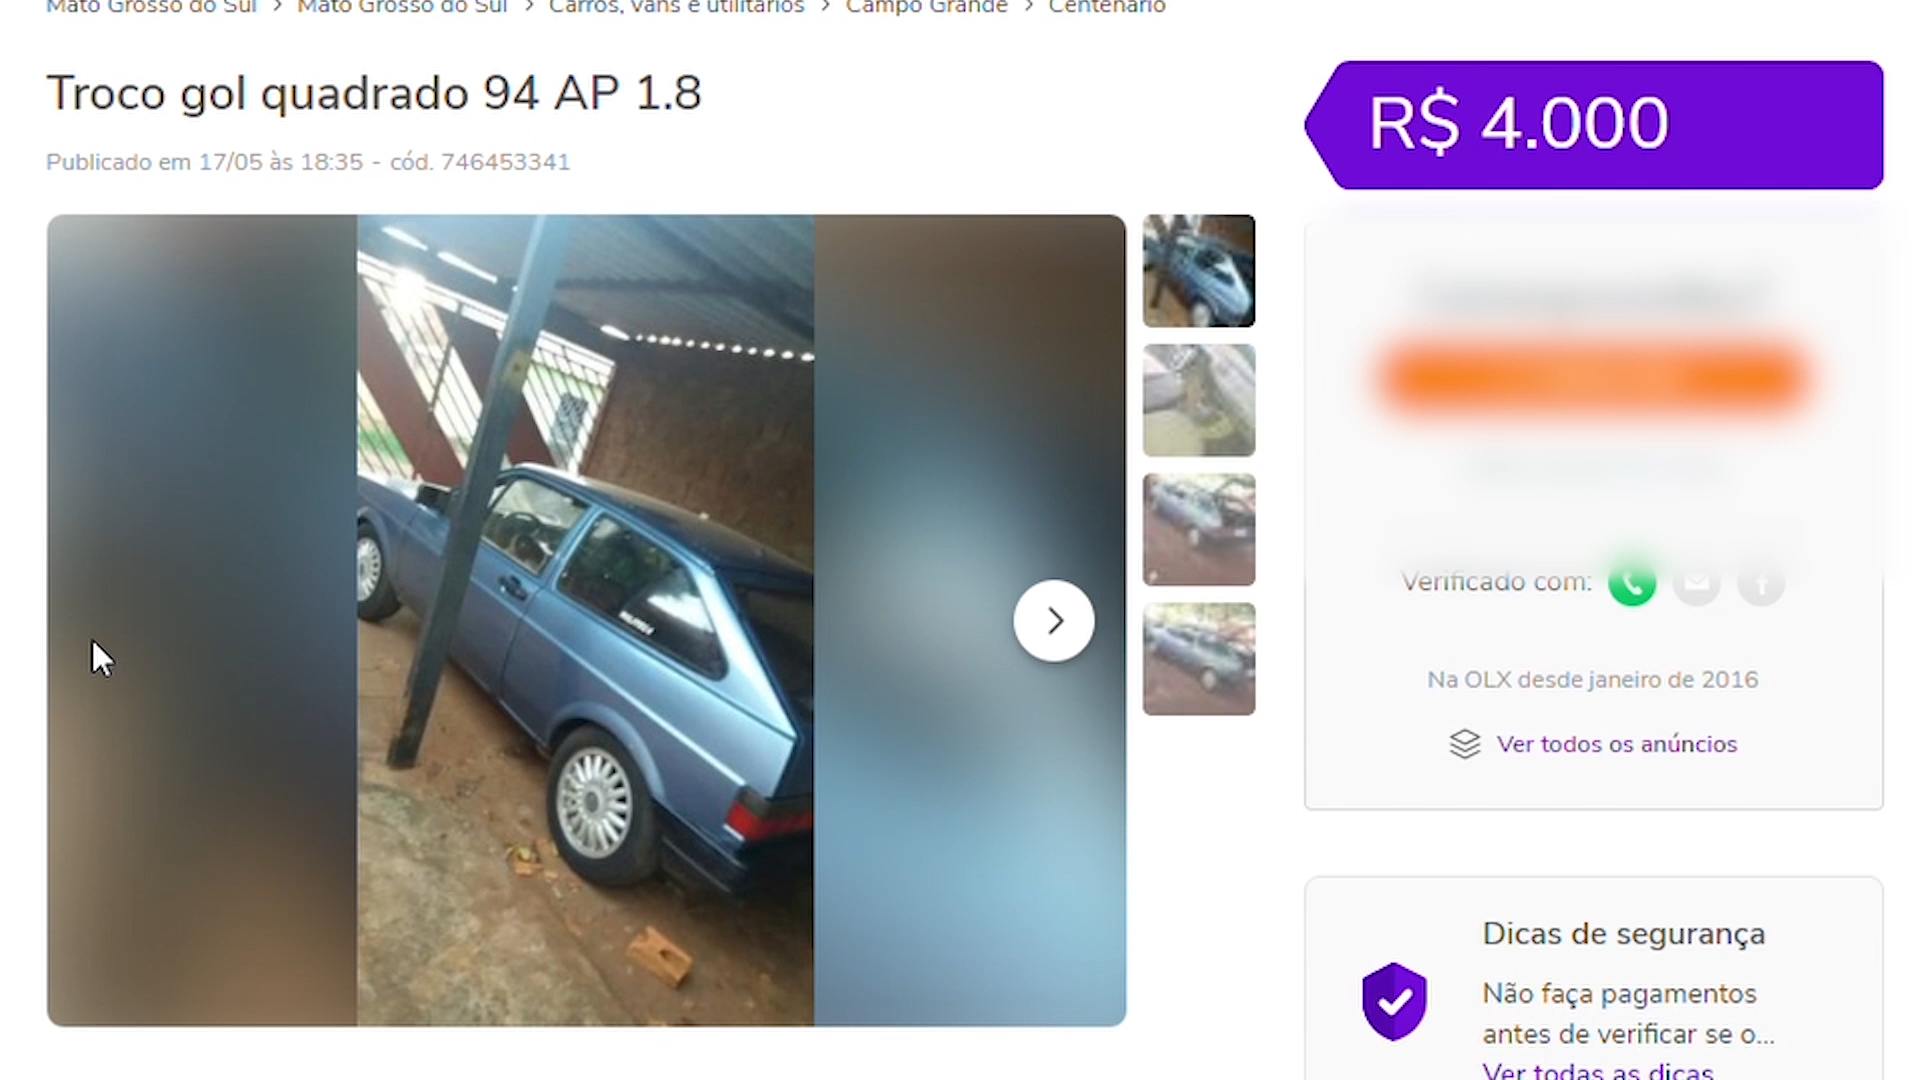 Mato Grosso do Sul > Mato Grosso do Sul > Carros, vans e utilitários > Campo Grande > Centenário
Troco gol quadrado 94 AP 1.8
Publicado em 17/05 às 18:35 - cód. 746453341
R$ 4.000
Verificado com:
Na OLX desde janeiro de 2016
Ver todos os anúncios
Dicas de segurança
Não faça pagamentos
antes de verificar se o...
Ver todas as dicas